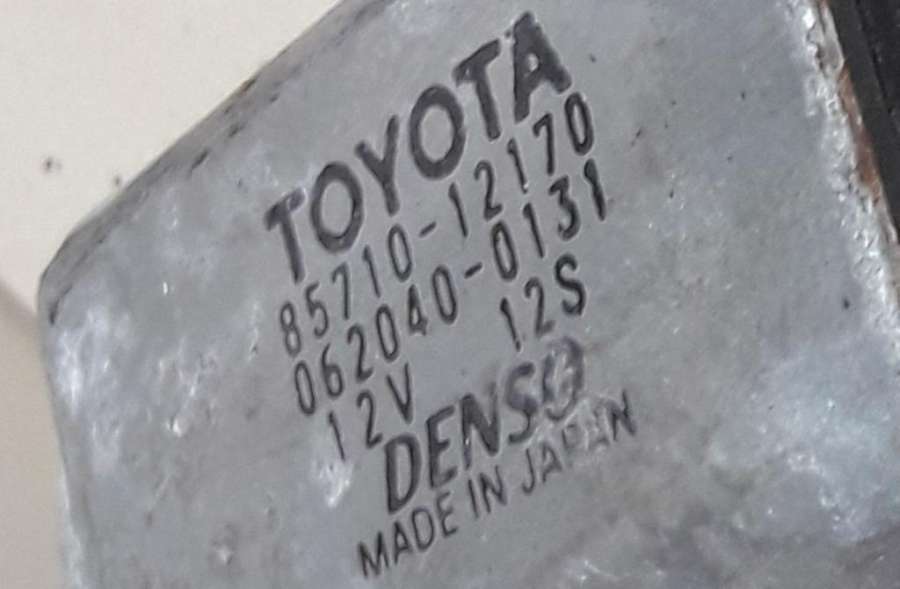 TOYOTA
85710-12170
062040-0131
12V 12S
DENSO
MADE IN JAPAN